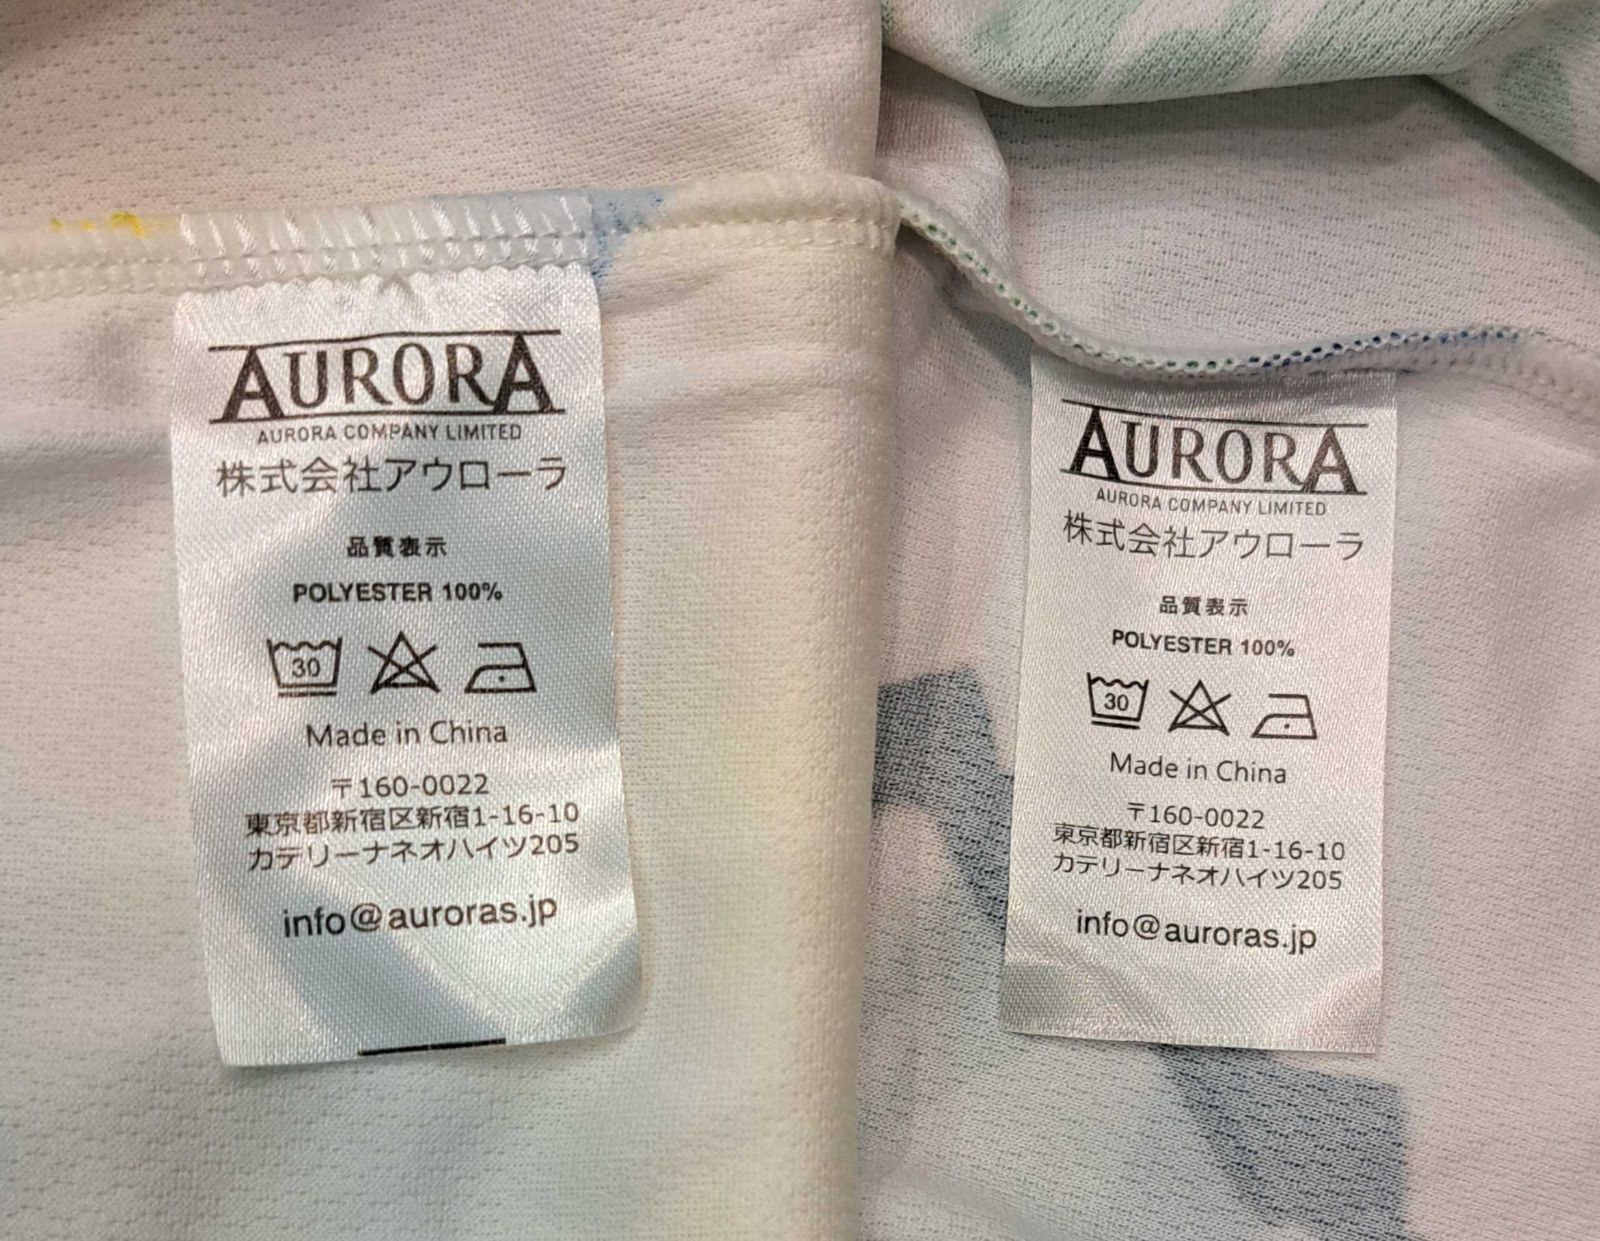 AURORA
AURORA COMPANY LIMITED
株式会社アウローラ
品質表示
POLYESTER 100%
30
Made in China
〒160-0022
東京都新宿区新宿1-16-10
カテリーナネオハイツ205
info@auroras.jp
AURORA
AURORA COMPANY LIMITED
株式会社アウローラ
品質表示
POLYESTER 100%
30
Made in China
〒160-0022
東京都新宿区新宿1-16-10
カテリーナネオハイツ205
info@auroras.jp